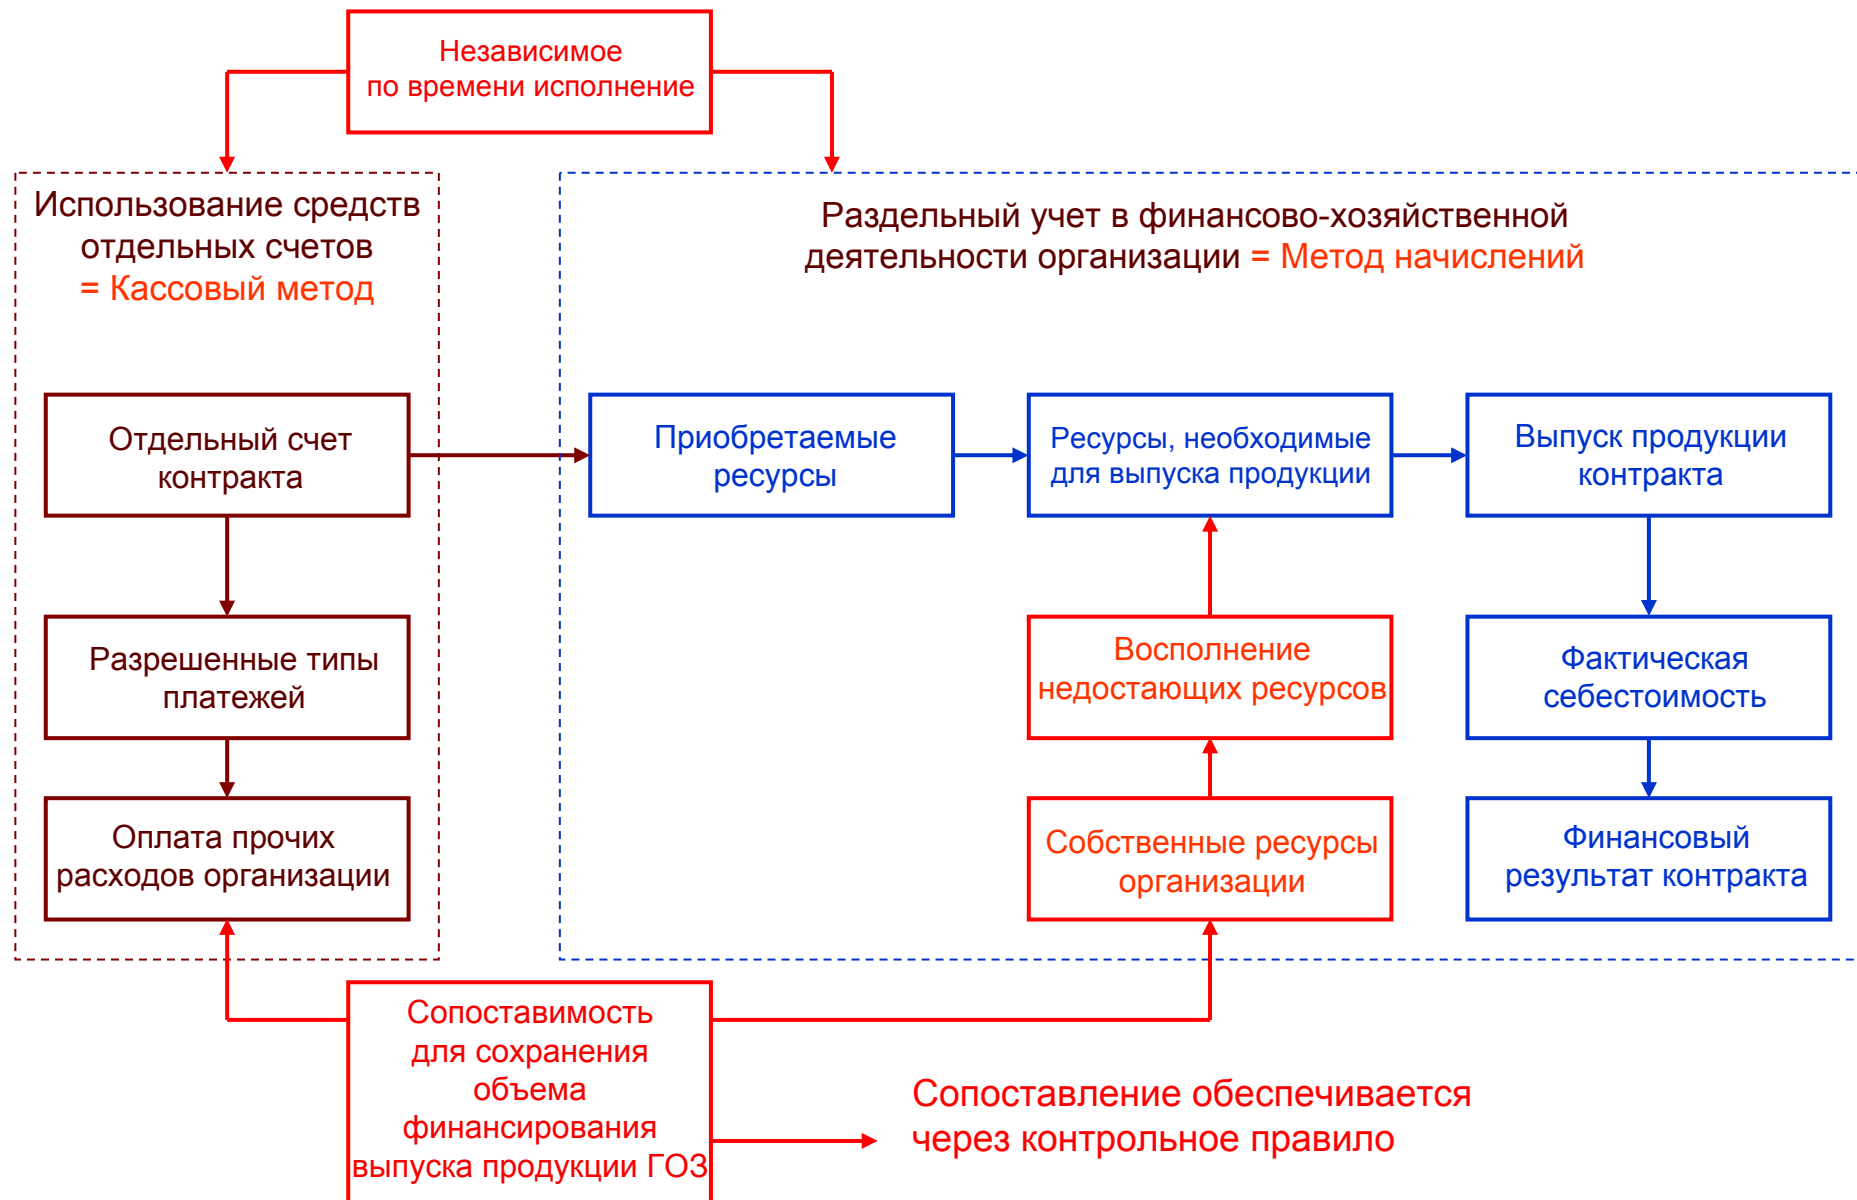 Независимое
по времени исполнение
Использование средств
отдельных счетов
= Кассовый метод
Раздельный учет в финансово-хозяйственной
деятельности организации = Метод начислений
Отдельный счет
контракта
Приобретаемые
ресурсы
Ресурсы, необходимые
для выпуска продукции
Выпуск продукции
контракта
Разрешенные типы
платежей
Восполнение
недостающих ресурсов
Фактическая
себестоимость
Оплата прочих
расходов организации
Собственные ресурсы
организации
Финансовый
результат контракта
Сопоставимость
для сохранения
объема
финансирования
выпуска продукции ГОЗ
Сопоставление обеспечивается
через контрольное правило